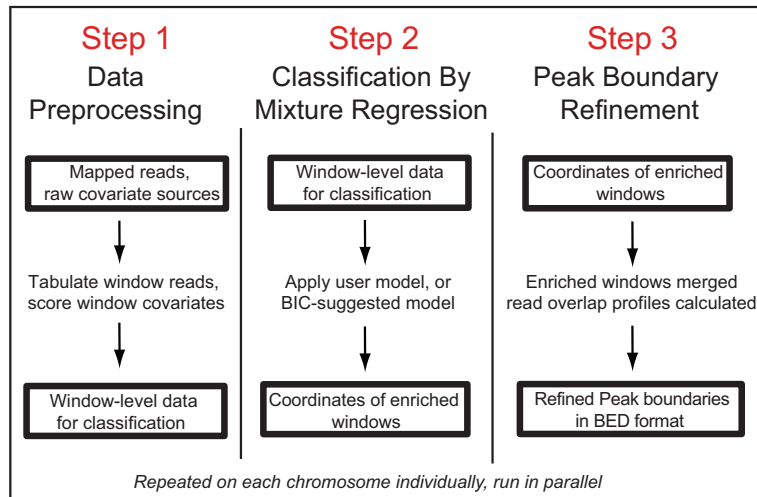 Step 1
Data
Preprocessing
Mapped reads,
raw covariate sources
Tabulate window reads,
score window covariates
Window-level data
for classification
Step 2
Classification By
Mixture Regression
Window-level data
for classification
Apply user model, or
BIC-suggested model
Coordinates of enriched
windows
Step 3
Peak Boundary
Refinement
Coordinates of enriched
windows
Enriched windows merged
read overlap profiles calculated
Refined Peak boundaries
in BED format
Repeated on each chromosome individually, run in parallel